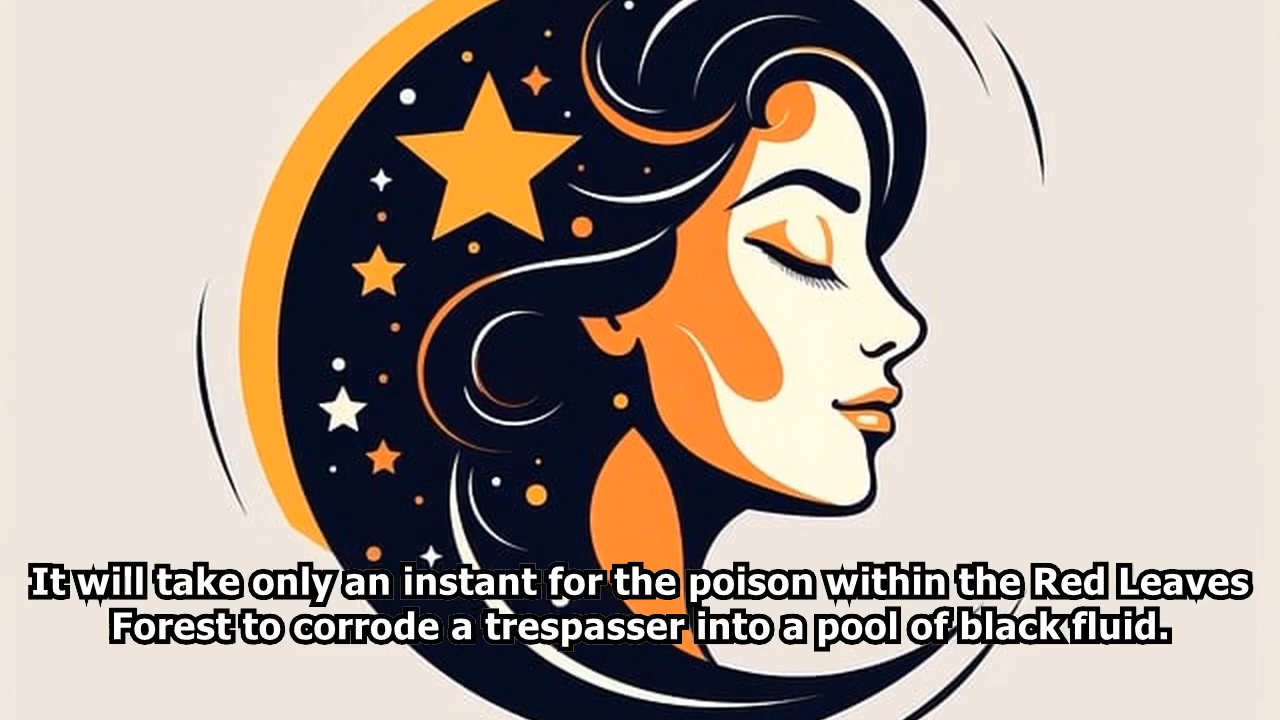 It will take only an instant for the poison within the Red Leaves
Forest to corrode a trespasser into a pool of black fluid.